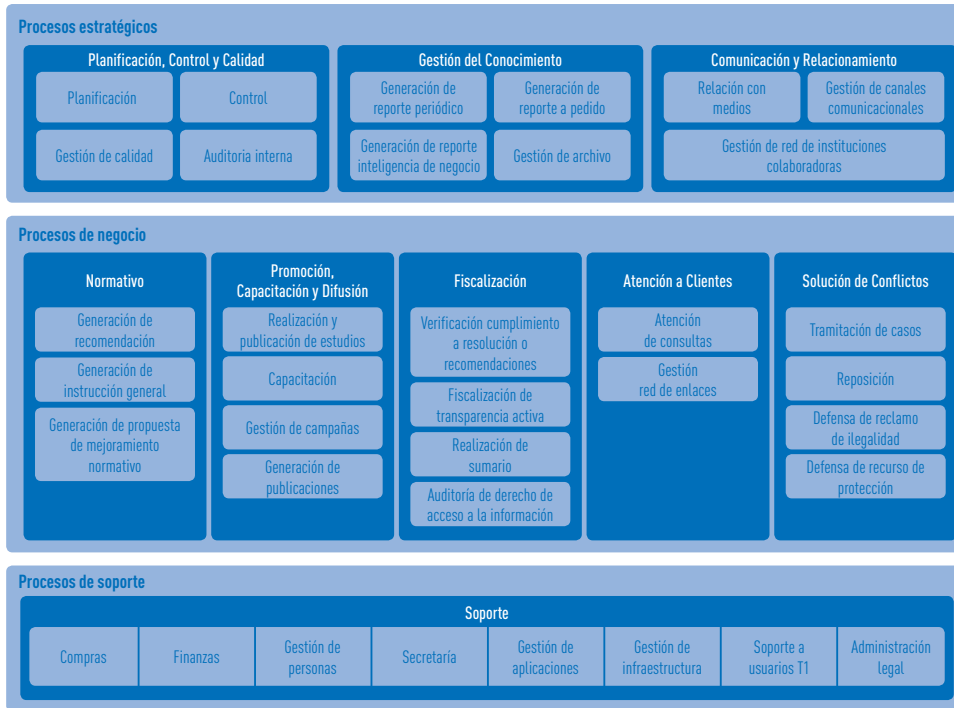 Procesos estratégicos
Planificación, Control y Calidad
Planificación
Control
Gestión de calidad
Auditoria interna
Gestión del Conocimiento
Generación de
reporte periódico
Generación de
reporte a pedido
Generación de reporte
inteligencia de negocio
Gestión de archivo
Comunicación y Relacionamiento
Relación con
medios
Gestión de canales
comunicacionales
Gestión de red de instituciones
colaboradoras
Procesos de negocio
Normativo
Generación de
recomendación
Generación de
instrucción general
Generación de propuesta
de mejoramiento
normativo
Promoción,
Capacitación y Difusión
Realización y
publicación de estudios
Capacitación
Gestión de campañas
Generación de
publicaciones
Fiscalización
Verificación cumplimiento
a resolución o
recomendaciones
Fiscalización de
transparencia activa
Realización de
sumario
Auditoría de derecho de
acceso a la información
Atención a Clientes
Atención
de consultas
Gestión
red de enlaces
Solución de Conflictos
Tramitación de casos
Reposición
Defensa de reclamo
de ilegalidad
Defensa de recurso de
protección
Procesos de soporte
Soporte
Compras
Finanzas
Gestión de
personas
Secretaría
Gestión de
aplicaciones
Gestión de
infraestructura
Soporte a
usuarios T1
Administración
legal